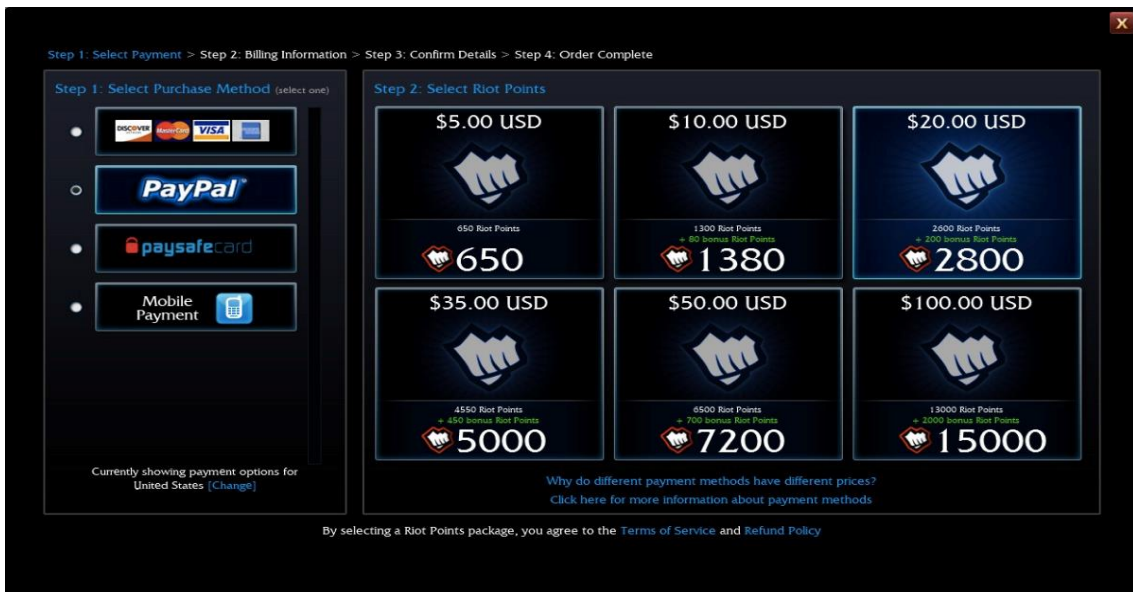 X
Step 1: Select Payment > Step 2: Billing Information > Step 3: Confirm Details > Step 4: Order Complete
Step 1: Select Purchase Method (select one)
DISCOVER MasterCard VISA
PayPal
paysafecard
Mobile
Payment
Currently showing payment options for
United States [Change]
Step 2: Select Riot Points
$5.00 USD
650 Riot Points
650
$10.00 USD
1300 Riot Points
+ 80 bonus Riot Points
1380
$20.00 USD
2600 Riot Points
+ 200 bonus Riot Points
2800
$35.00 USD
4550 Riot Points
+ 450 bonus Riot Points
5000
$50.00 USD
6500 Riot Points
+ 700 bonus Riot Points
7200
$100.00 USD
13000 Riot Points
+ 2000 bonus Riot Points
15000
Why do different payment methods have different prices?
Click here for more information about payment methods
By selecting a Riot Points package, you agree to the Terms of Service and Refund Policy